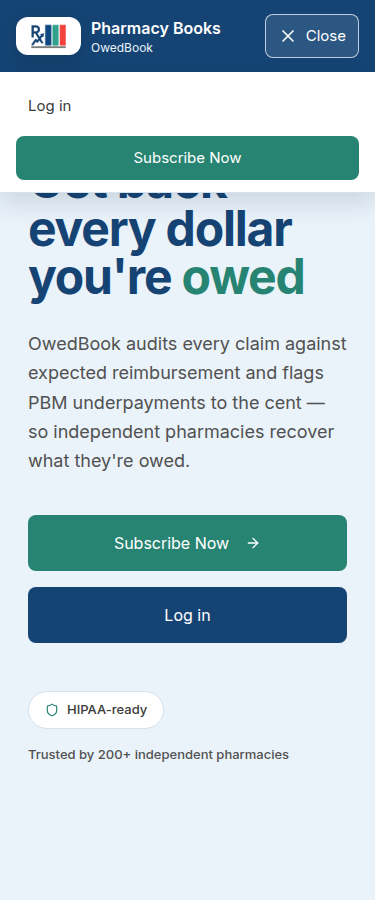 Rx
Pharmacy Books
OwedBook
Close
Log in
Subscribe Now
Get back
every dollar
you're owed
OwedBook audits every claim against
expected reimbursement and flags
PBM underpayments to the cent —
so independent pharmacies recover
what they're owed.
Subscribe Now
Log in
HIPAA-ready
Trusted by 200+ independent pharmacies